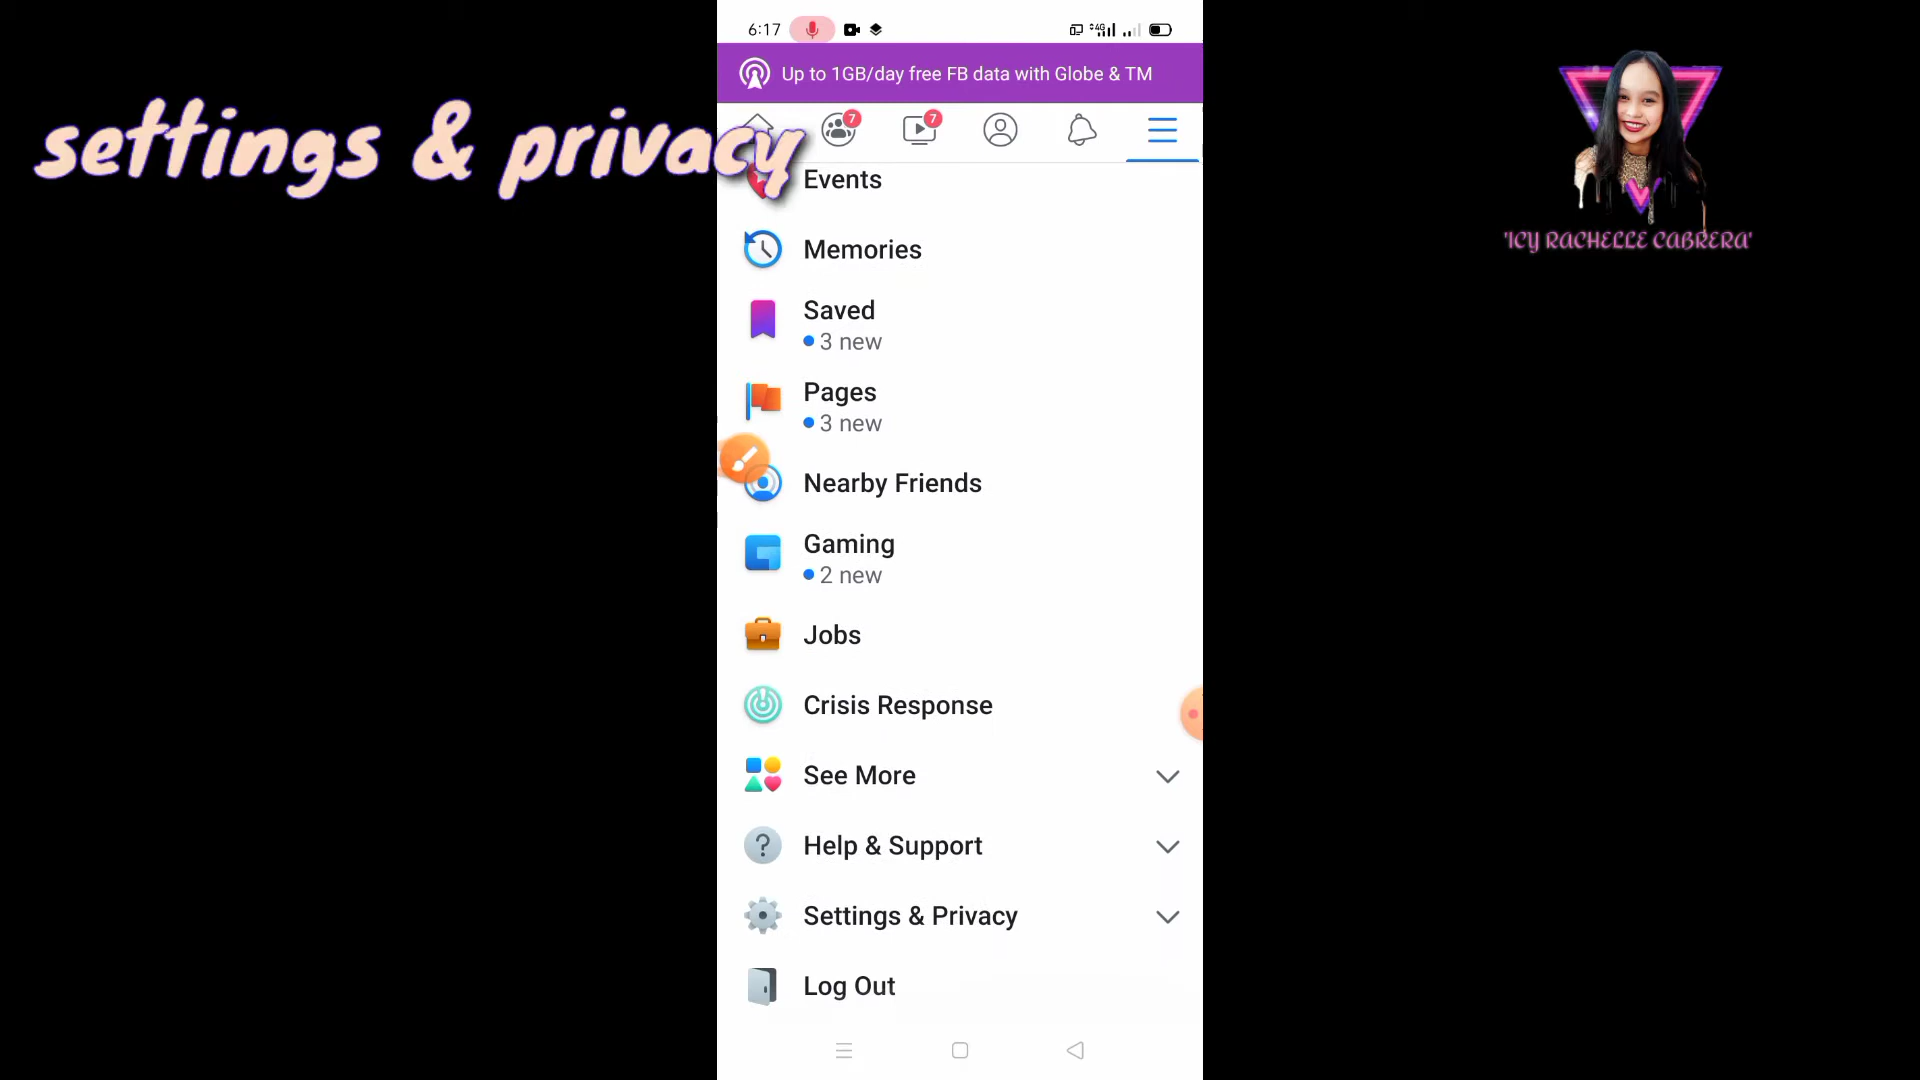 settings & privacy
6:17
4G
Up to 1GB/day free FB data with Globe & TM
7
7
Events
Memories
Saved
3 new
Pages
3 new
Nearby Friends
Gaming
2 new
Jobs
Crisis Response
See More
Help & Support
Settings & Privacy
Log Out
'ICY RACHELLE CABRERA'